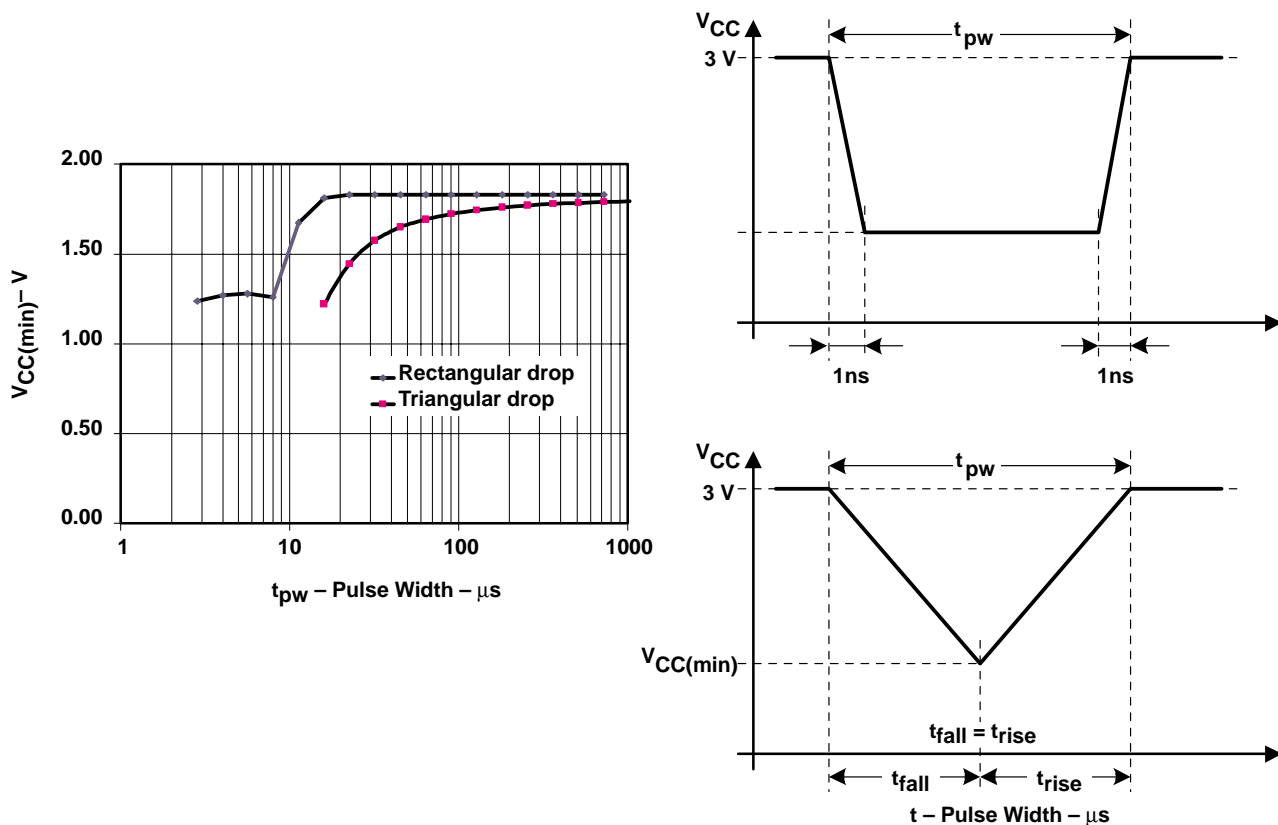 2.00
1.50
1.00
0.50
0.00
VCC(min)– V
Rectangular drop
Triangular drop
1
10
100
1000
tpw – Pulse Width – μs
VCC
3 V
tpw
1ns
1ns
VCC
3 V
tpw
VCC(min)
tfall = trise
tfall
trise
t – Pulse Width – μs